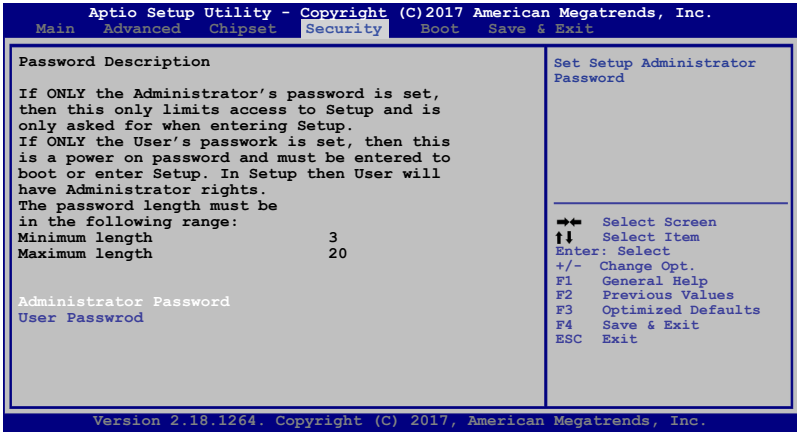 Aptio Setup Utility - Copyright (C)2017 American Megatrends, Inc.
Main Advanced Chipset Security Boot Save & Exit
Password Description
If ONLY the Administrator's password is set,
then this only limits access to Setup and is
only asked for when entering Setup.
If ONLY the User's passwork is set, then this
is a power on password and must be entered to
boot or enter Setup. In Setup then User will
have Administrator rights.
The password length must be
in the following range:
Minimum length 3
Maximum length 20
Administrator Password
User Passwrod
Set Setup Administrator
Password
→← Select Screen
↑↓ Select Item
Enter: Select
+/- Change Opt.
F1 General Help
F2 Previous Values
F3 Optimized Defaults
F4 Save & Exit
ESC Exit
Version 2.18.1264. Copyright (C) 2017, American Megatrends, Inc.